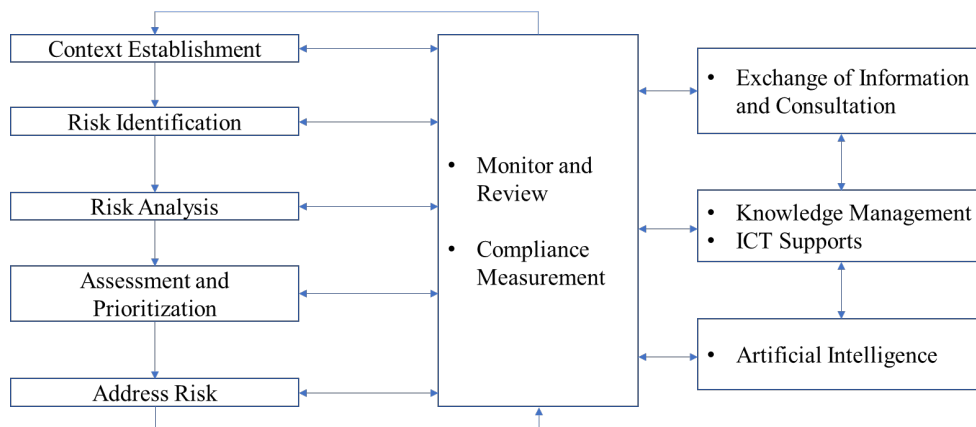 Context Establishment
Risk Identification
Risk Analysis
Assessment and
Prioritization
Address Risk
• Monitor and
Review
• Compliance
Measurement
• Exchange of Information
and Consultation
• Knowledge Management
• ICT Supports
• Artificial Intelligence